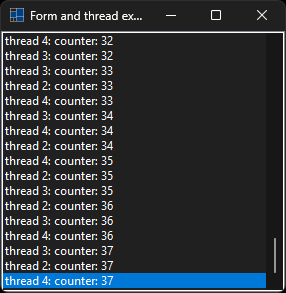 Form and thread ex...
thread 4: counter: 32
thread 3: counter: 32
thread 3: counter: 33
thread 2: counter: 33
thread 4: counter: 33
thread 3: counter: 34
thread 4: counter: 34
thread 2: counter: 34
thread 4: counter: 35
thread 2: counter: 35
thread 3: counter: 35
thread 2: counter: 36
thread 3: counter: 36
thread 4: counter: 36
thread 3: counter: 37
thread 2: counter: 37
thread 4: counter: 37